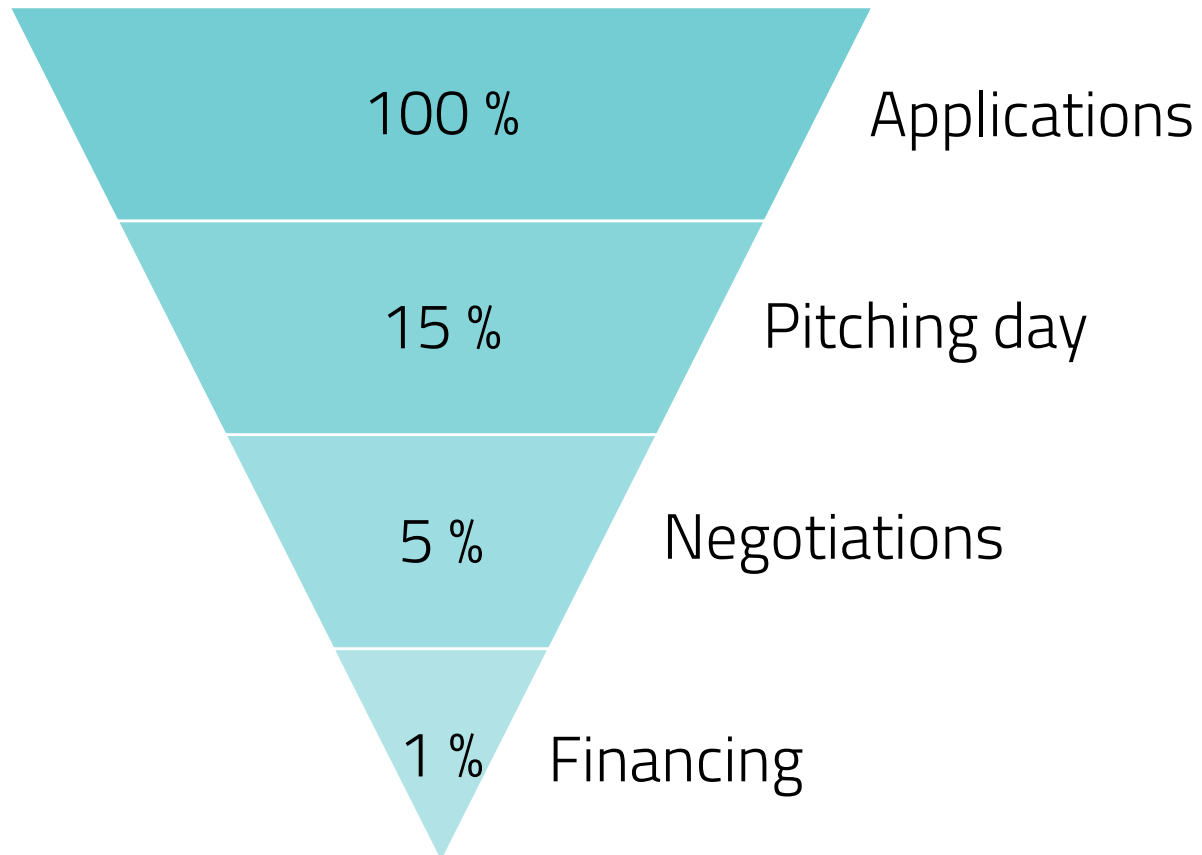 100 % Applications
15 % Pitching day
5 % Negotiations
1 % Financing